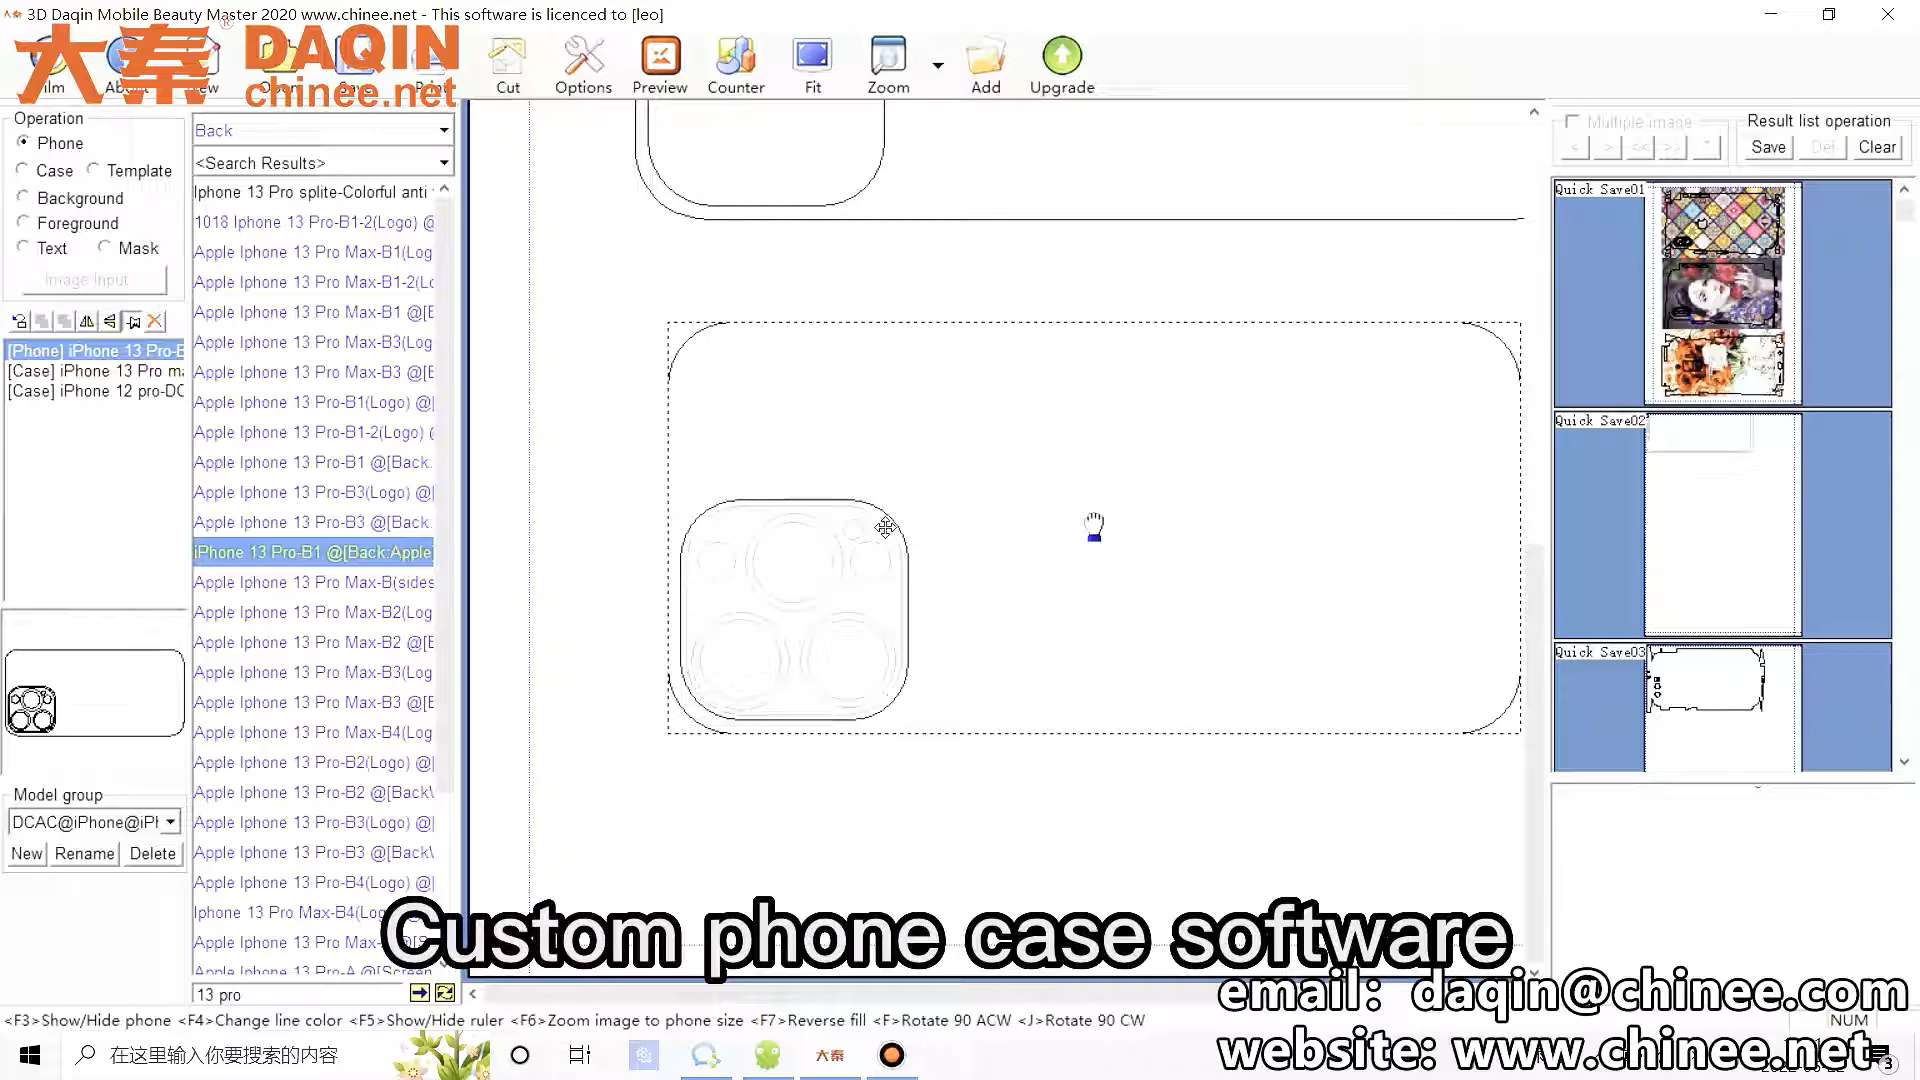 3D Daqin Mobile Beauty Master 2020 www.chinee.net - This software is licenced to [leo]
大秦 DAQIN
chinee.net
Cut Options Preview Counter Fit Zoom Add Upgrade
Operation
Phone
Case Template
Background
Foreground
Text Mask
Image Input
[Phone] iPhone 13 Pro-B
[Case] iPhone 13 Pro ma
[Case] iPhone 12 pro-DC
Model group
DCAC@iPhone@iPh
New Rename Delete
Back
<Search Results>
Iphone 13 Pro splite-Colorful anti
1018 Iphone 13 Pro-B1-2(Logo) @
Apple Iphone 13 Pro Max-B1(Log
Apple Iphone 13 Pro Max-B1-2(Lo
Apple Iphone 13 Pro Max-B1 @[E
Apple Iphone 13 Pro Max-B3(Log
Apple Iphone 13 Pro Max-B3 @[E
Apple Iphone 13 Pro-B1(Logo) @[
Apple Iphone 13 Pro-B1-2(Logo) @
Apple Iphone 13 Pro-B1 @[Back:
Apple Iphone 13 Pro-B3(Logo) @[
Apple Iphone 13 Pro-B3 @[Back:
iPhone 13 Pro-B1 @[Back:Apple]
Apple Iphone 13 Pro Max-B(sides
Apple Iphone 13 Pro Max-B2(Log
Apple Iphone 13 Pro Max-B2 @[E
Apple Iphone 13 Pro Max-B3(Log
Apple Iphone 13 Pro Max-B3 @[E
Apple Iphone 13 Pro Max-B4(Log
Apple Iphone 13 Pro-B2(Logo) @[
Apple Iphone 13 Pro-B2 @[Back\
Apple Iphone 13 Pro-B3(Logo) @[
Apple Iphone 13 Pro-B3 @[Back\
Apple Iphone 13 Pro-B4(Logo) @[
Iphone 13 Pro Max-B4(Lo
Apple Iphone 13 Pro-A @[Screen
13 pro
Multiple image
< > << >> *
Result list operation
Save Del Clear
Quick Save01
Quick Save02
Quick Save03
Custom phone case software
email: daqin@chinee.com
website: www.chinee.net
<F3>Show/Hide phone <F4>Change line color <F5>Show/Hide ruler <F6>Zoom image to phone size <F7>Reverse fill <F>Rotate 90 ACW <J>Rotate 90 CW
NUM
在这里输入你要搜索的内容
大秦
3